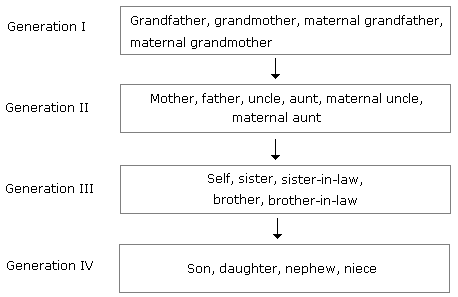 Generation I
Grandfather, grandmother, maternal grandfather,
maternal grandmother
Generation II
Mother, father, uncle, aunt, maternal uncle,
maternal aunt
Generation III
Self, sister, sister-in-law,
brother, brother-in-law
Generation IV
Son, daughter, nephew, niece